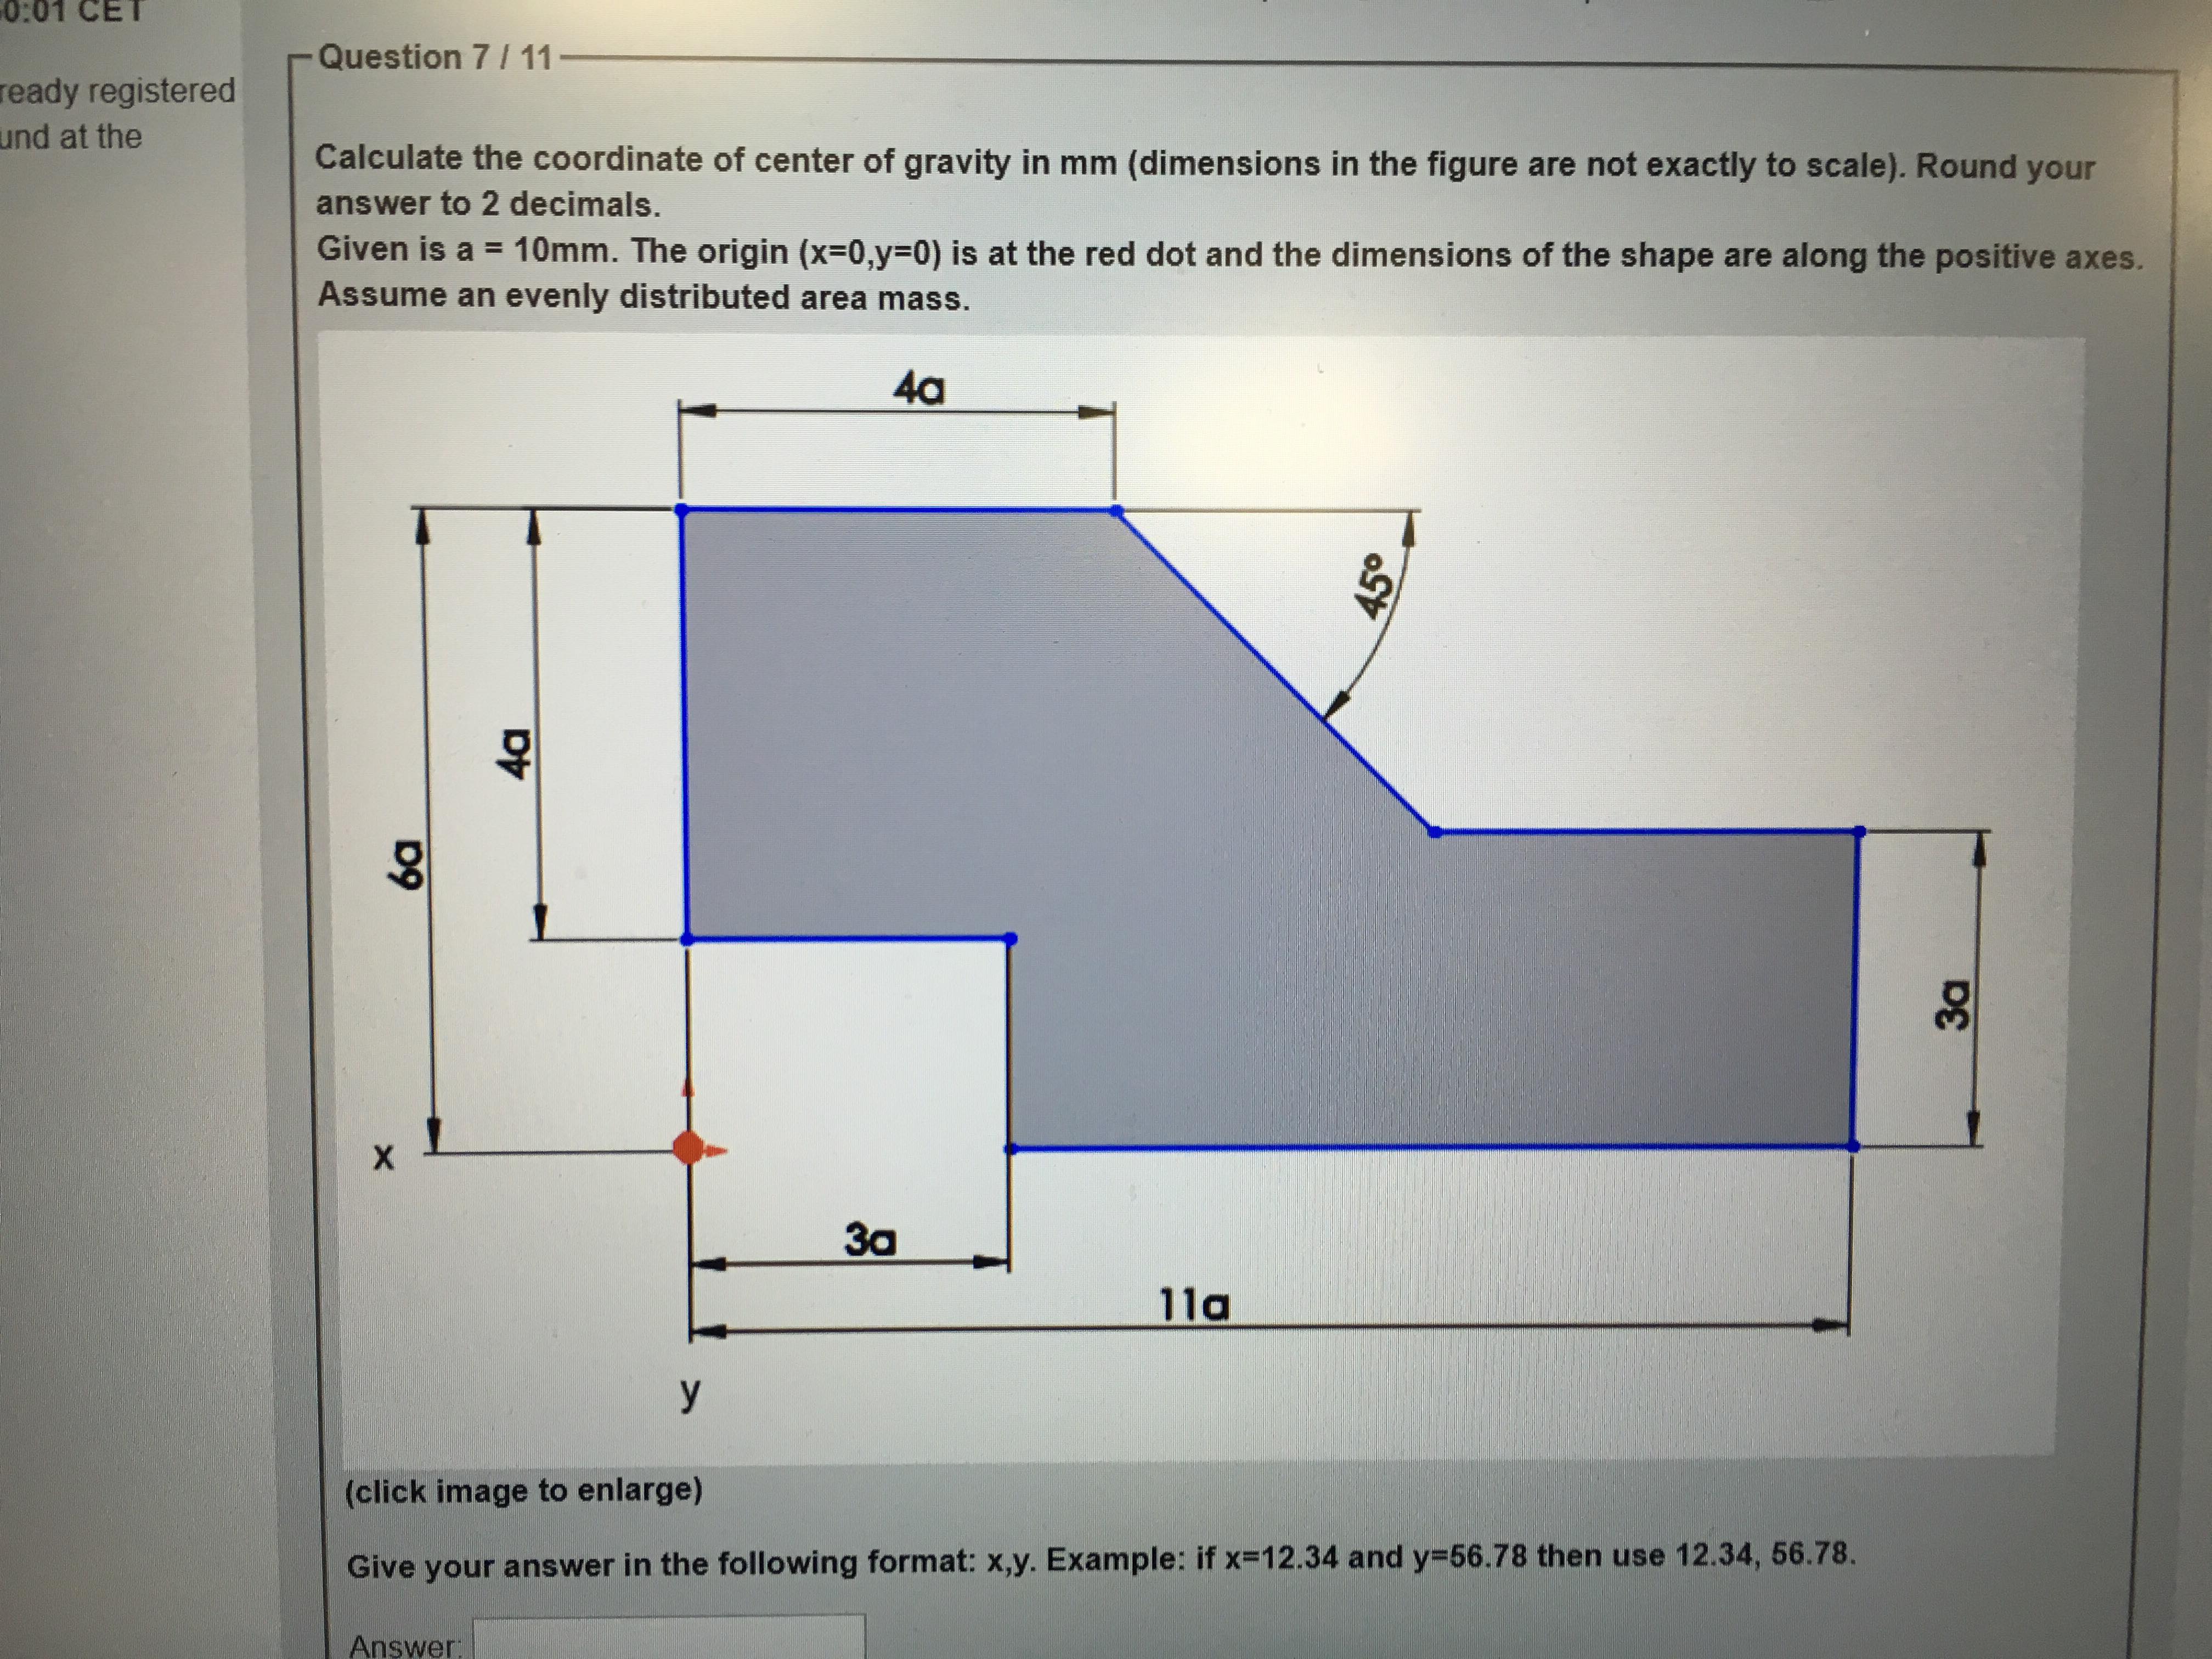 0:01 CET
ready registered
und at the
Question 7 / 11
Calculate the coordinate of center of gravity in mm (dimensions in the figure are not exactly to scale). Round your
answer to 2 decimals.
Given is a = 10mm. The origin (x=0,y=0) is at the red dot and the dimensions of the shape are along the positive axes.
Assume an evenly distributed area mass.
4a
45°
4a
6a
3a
x
3a
11a
y
(click image to enlarge)
Give your answer in the following format: x,y. Example: if x=12.34 and y=56.78 then use 12.34, 56.78.
Answer: